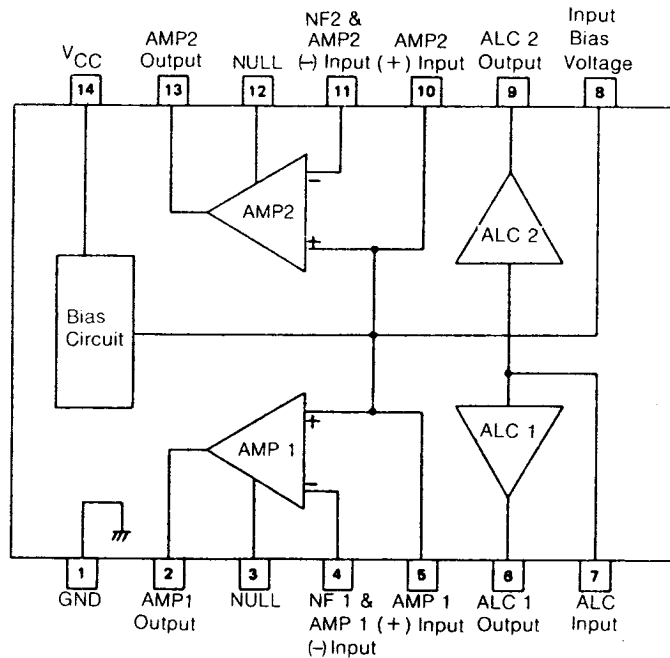 NF2 &
AMP2
(−) Input
AMP2
(+) Input
ALC 2
Output
Input
Bias
Voltage
VCC
AMP2
Output
NULL
14
13
12
11
10
9
8
AMP2
−
+
ALC 2
Bias
Circuit
AMP 1
+
−
ALC 1
1
2
3
4
5
6
7
GND
AMP1
Output
NULL
NF 1 &
AMP 1
(−) Input
AMP 1
(+) Input
ALC 1
Output
ALC
Input